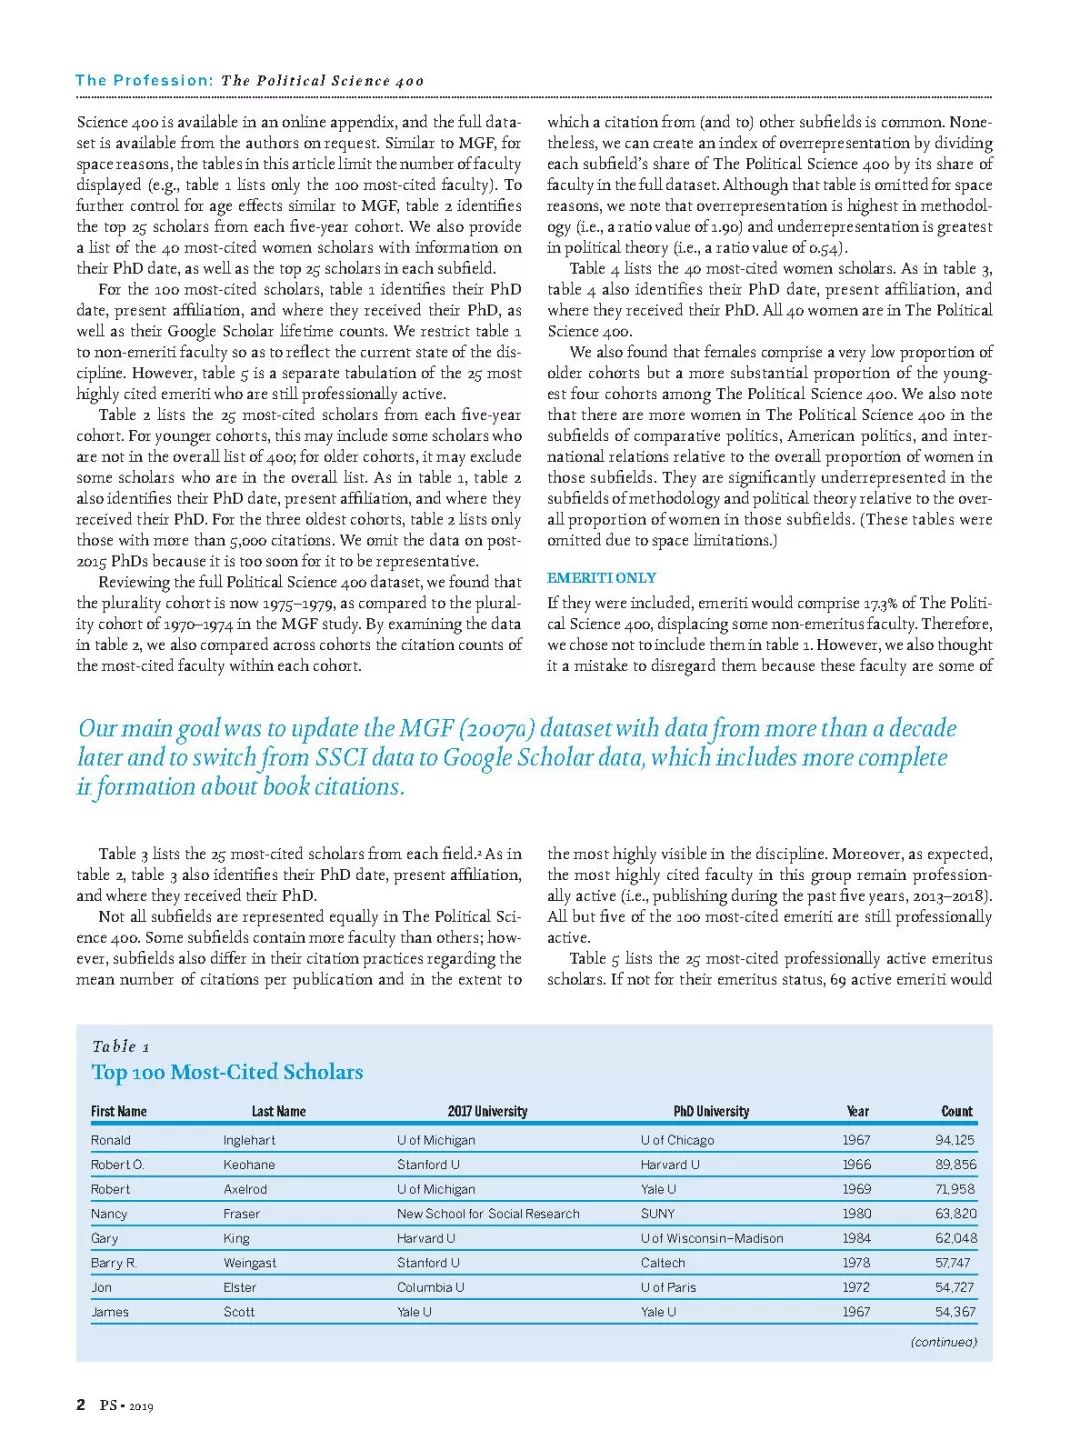 The Profession: The Political Science 400
Science 400 is available in an online appendix, and the full data-
set is available from the authors on request. Similar to MGF, for
space reasons, the tables in this article limit the number of faculty
displayed (e.g., table 1 lists only the 100 most-cited faculty). To
further control for age effects similar to MGF, table 2 identifies
the top 25 scholars from each five-year cohort. We also provide
a list of the 40 most-cited women scholars with information on
their PhD date, as well as the top 25 scholars in each subfield.
For the 100 most-cited scholars, table 1 identifies their PhD
date, present affiliation, and where they received their PhD, as
well as their Google Scholar lifetime counts. We restrict table 1
to non-emeriti faculty so as to reflect the current state of the dis-
cipline. However, table 5 is a separate tabulation of the 25 most
highly cited emeriti who are still professionally active.
Table 2 lists the 25 most-cited scholars from each five-year
cohort. For younger cohorts, this may include some scholars who
are not in the overall list of 400; for older cohorts, it may exclude
some scholars who are in the overall list. As in table 1, table 2
also identifies their PhD date, present affiliation, and where they
received their PhD. For the three oldest cohorts, table 2 lists only
those with more than 5,000 citations. We omit the data on post-
2015 PhDs because it is too soon for it to be representative.
Reviewing the full Political Science 400 dataset, we found that
the plurality cohort is now 1975–1979, as compared to the plural-
ity cohort of 1970–1974 in the MGF study. By examining the data
in table 2, we also compared across cohorts the citation counts of
the most-cited faculty within each cohort.
which a citation from (and to) other subfields is common. None-
theless, we can create an index of overrepresentation by dividing
each subfield's share of The Political Science 400 by its share of
faculty in the full dataset. Although that table is omitted for space
reasons, we note that overrepresentation is highest in methodol-
ogy (i.e., a ratio value of 1.90) and underrepresentation is greatest
in political theory (i.e., a ratio value of 0.54).
Table 4 lists the 40 most-cited women scholars. As in table 3,
table 4 also identifies their PhD date, present affiliation, and
where they received their PhD. All 40 women are in The Political
Science 400.
We also found that females comprise a very low proportion of
older cohorts but a more substantial proportion of the young-
est four cohorts among The Political Science 400. We also note
that there are more women in The Political Science 400 in the
subfields of comparative politics, American politics, and inter-
national relations relative to the overall proportion of women in
those subfields. They are significantly underrepresented in the
subfields of methodology and political theory relative to the over-
all proportion of women in those subfields. (These tables were
omitted due to space limitations.)
EMERITI ONLY
If they were included, emeriti would comprise 17.3% of The Politi-
cal Science 400, displacing some non-emeritus faculty. Therefore,
we chose not to include them in table 1. However, we also thought
it a mistake to disregard them because these faculty are some of
Our main goal was to update the MGF (2007a) dataset with data from more than a decade
later and to switch from SSCI data to Google Scholar data, which includes more complete
information about book citations.
Table 3 lists the 25 most-cited scholars from each field.² As in
table 2, table 3 also identifies their PhD date, present affiliation,
and where they received their PhD.
Not all subfields are represented equally in The Political Sci-
ence 400. Some subfields contain more faculty than others; how-
ever, subfields also differ in their citation practices regarding the
mean number of citations per publication and in the extent to
the most highly visible in the discipline. Moreover, as expected,
the most highly cited faculty in this group remain profession-
ally active (i.e., publishing during the past five years, 2013–2018).
All but five of the 100 most-cited emeriti are still professionally
active.
Table 5 lists the 25 most-cited professionally active emeritus
scholars. If not for their emeritus status, 69 active emeriti would
Table 1
Top 100 Most-Cited Scholars
First Name Last Name 2017 University PhD University Year Count
Ronald Inglehart U of Michigan U of Chicago 1967 94,125
Robert O. Keohane Stanford U Harvard U 1966 89,856
Robert Axelrod U of Michigan Yale U 1969 71,958
Nancy Fraser New School for Social Research SUNY 1980 63,820
Gary King Harvard U U of Wisconsin–Madison 1984 62,048
Barry R. Weingast Stanford U Caltech 1978 57,747
Jon Elster Columbia U U of Paris 1972 54,727
James Scott Yale U Yale U 1967 54,367
(continued)
2 PS • 2019